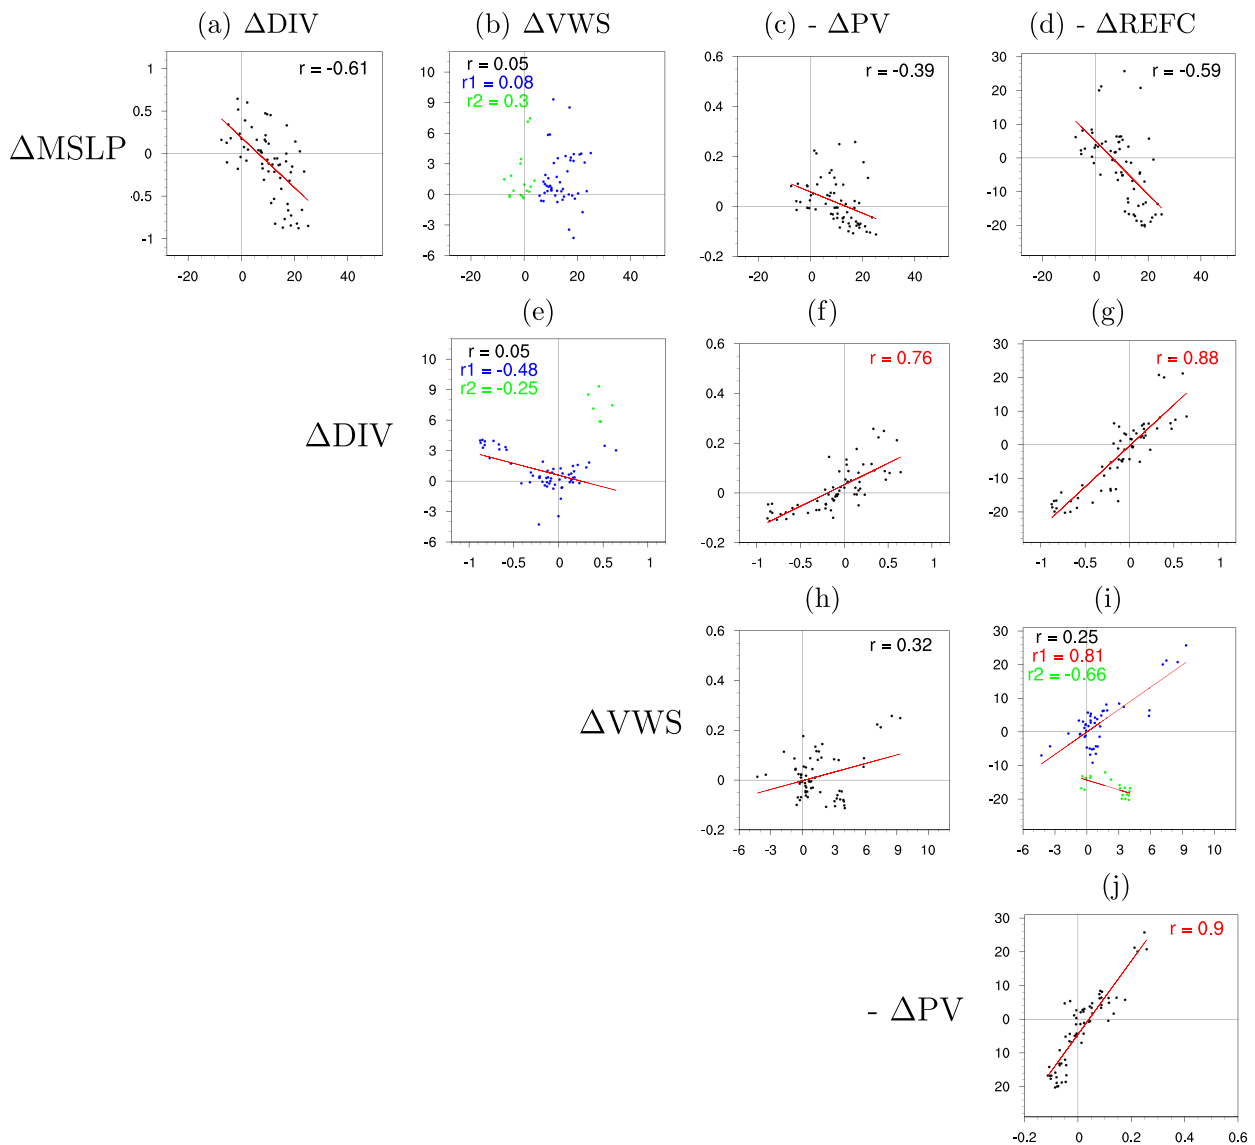 (a) ΔDIV
(b) ΔVWS
(c) - ΔPV
(d) - ΔREFC
ΔMSLP
r = -0.61
1
0.5
0
-0.5
-1
-20 0 20 40
r = 0.05
r1 = 0.08
r2 = 0.3
12
9
6
3
0
-3
-6
-20 0 20 40
r = -0.39
0.6
0.4
0.2
0
-0.2
-20 0 20 40
r = -0.59
30
20
10
0
-10
-20
-20 0 20 40
(e)
(f)
(g)
ΔDIV
r = 0.05
r1 = -0.48
r2 = -0.25
12
9
6
3
0
-3
-6
-1 -0.5 0 0.5 1
r = 0.76
0.6
0.4
0.2
0
-0.2
-1 -0.5 0 0.5 1
r = 0.88
30
20
10
0
-10
-20
-1 -0.5 0 0.5 1
(h)
(i)
ΔVWS
r = 0.32
0.6
0.4
0.2
0
-0.2
-6 -3 0 3 6 9 10
r = 0.25
r1 = 0.81
r2 = -0.66
30
20
10
0
-10
-20
-6 -3 0 3 6 9 10
(j)
- ΔPV
r = 0.9
30
20
10
0
10
20
-0.2 0 0.2 0.4 0.6